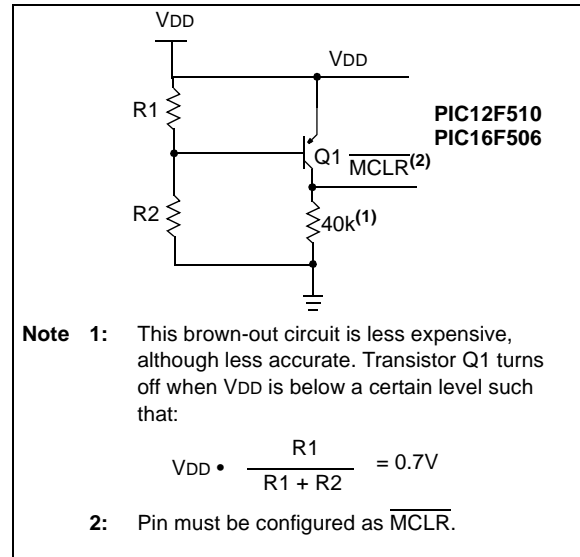 VDD
VDD
R1
PIC12F510
PIC16F506
Q1
MCLR(2)
R2
40k(1)
Note 1: This brown-out circuit is less expensive,
although less accurate. Transistor Q1 turns
off when VDD is below a certain level such
that:
VDD • R1 / R1 + R2 = 0.7V
2: Pin must be configured as MCLR.